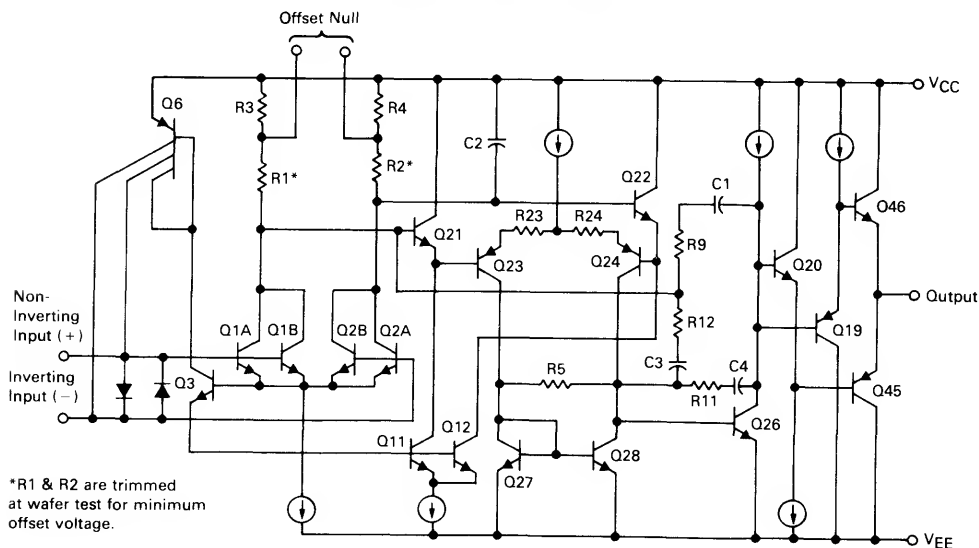 Offset Null
VCC
Q6
R3
R4
C2
R1*
R2*
Q22
C1
O46
Q21
R23
R24
R9
Q23
Q24
Q20
Qutput
Non-
Inverting
Input (+)
Q1A
Q1B
Q2B
Q2A
R12
Q19
Inverting
Input (−)
Q3
R5
C3
R11
C4
Q45
Q11
Q12
Q26
Q27
Q28
*R1 & R2 are trimmed
at wafer test for minimum
offset voltage.
VEE